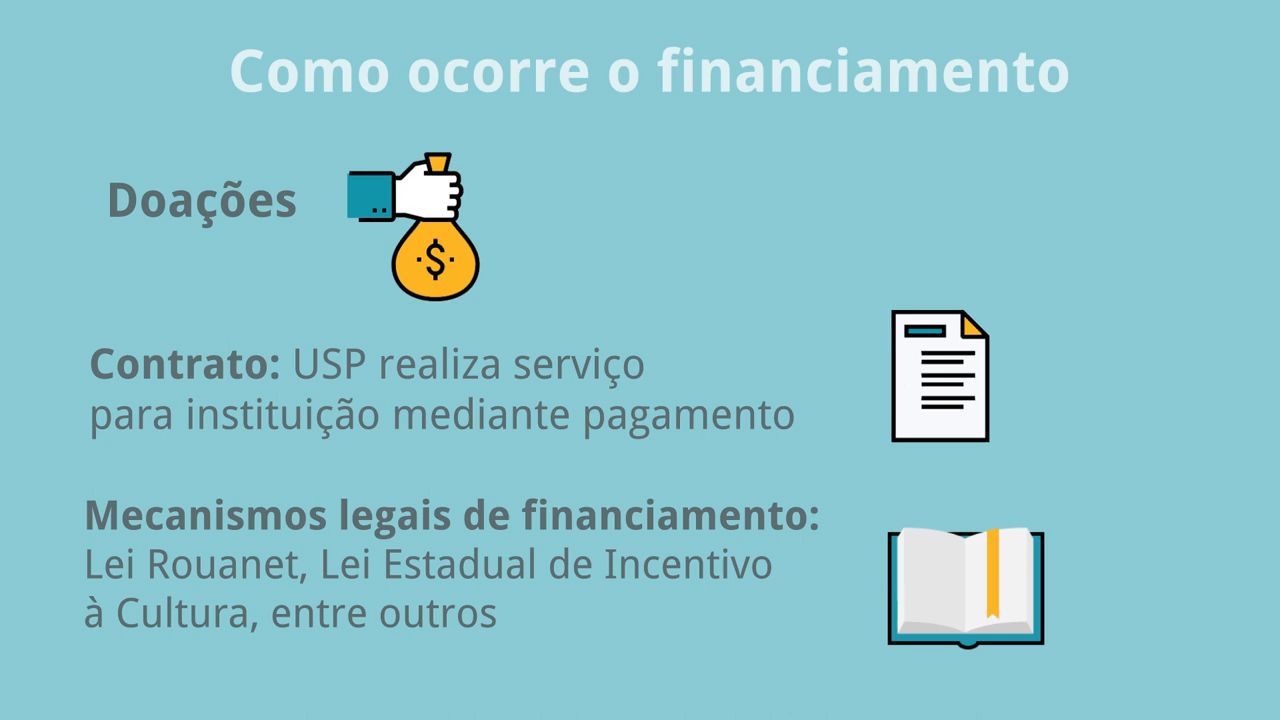 Como ocorre o financiamento
Doações
$
Contrato: USP realiza serviço
para instituição mediante pagamento
Mecanismos legais de financiamento:
Lei Rouanet, Lei Estadual de Incentivo
à Cultura, entre outros